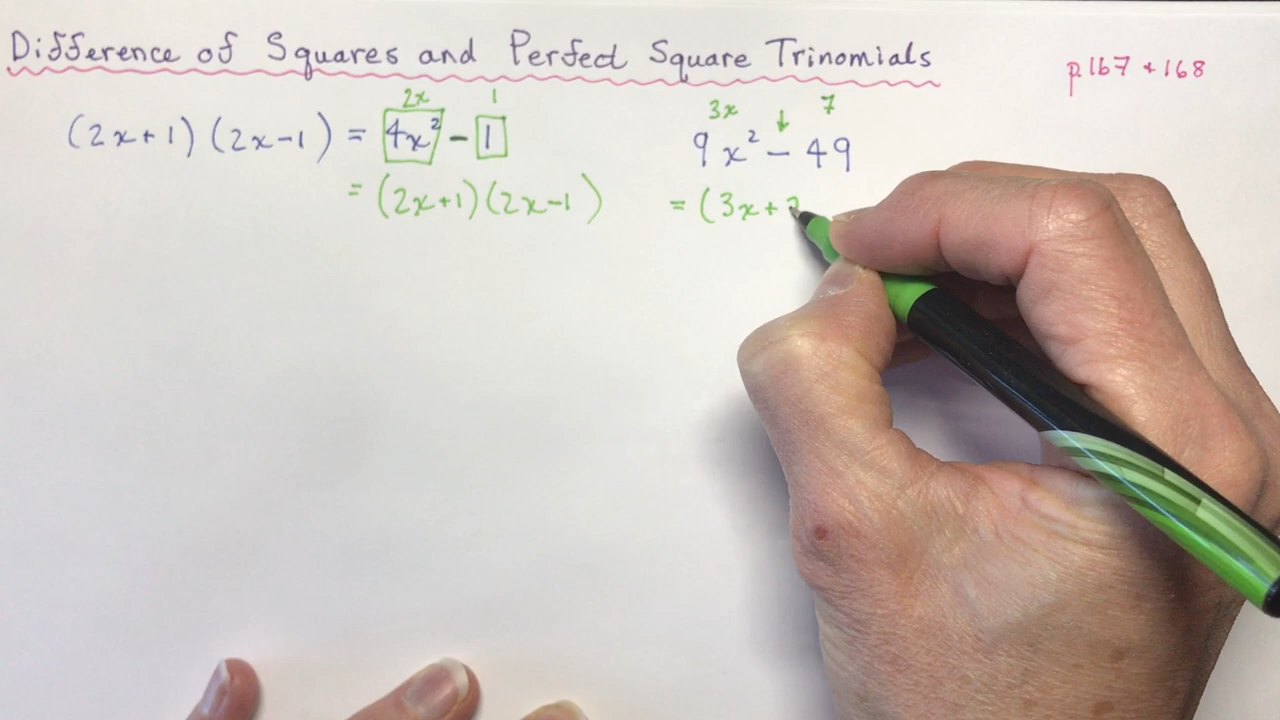 Difference of Squares and Perfect Square Trinomials
p.167 + 168
2x 1
(2x+1)(2x-1) = 4x² - 1
= (2x+1)(2x-1)
3x ↓ 7
9x² - 49
= (3x+